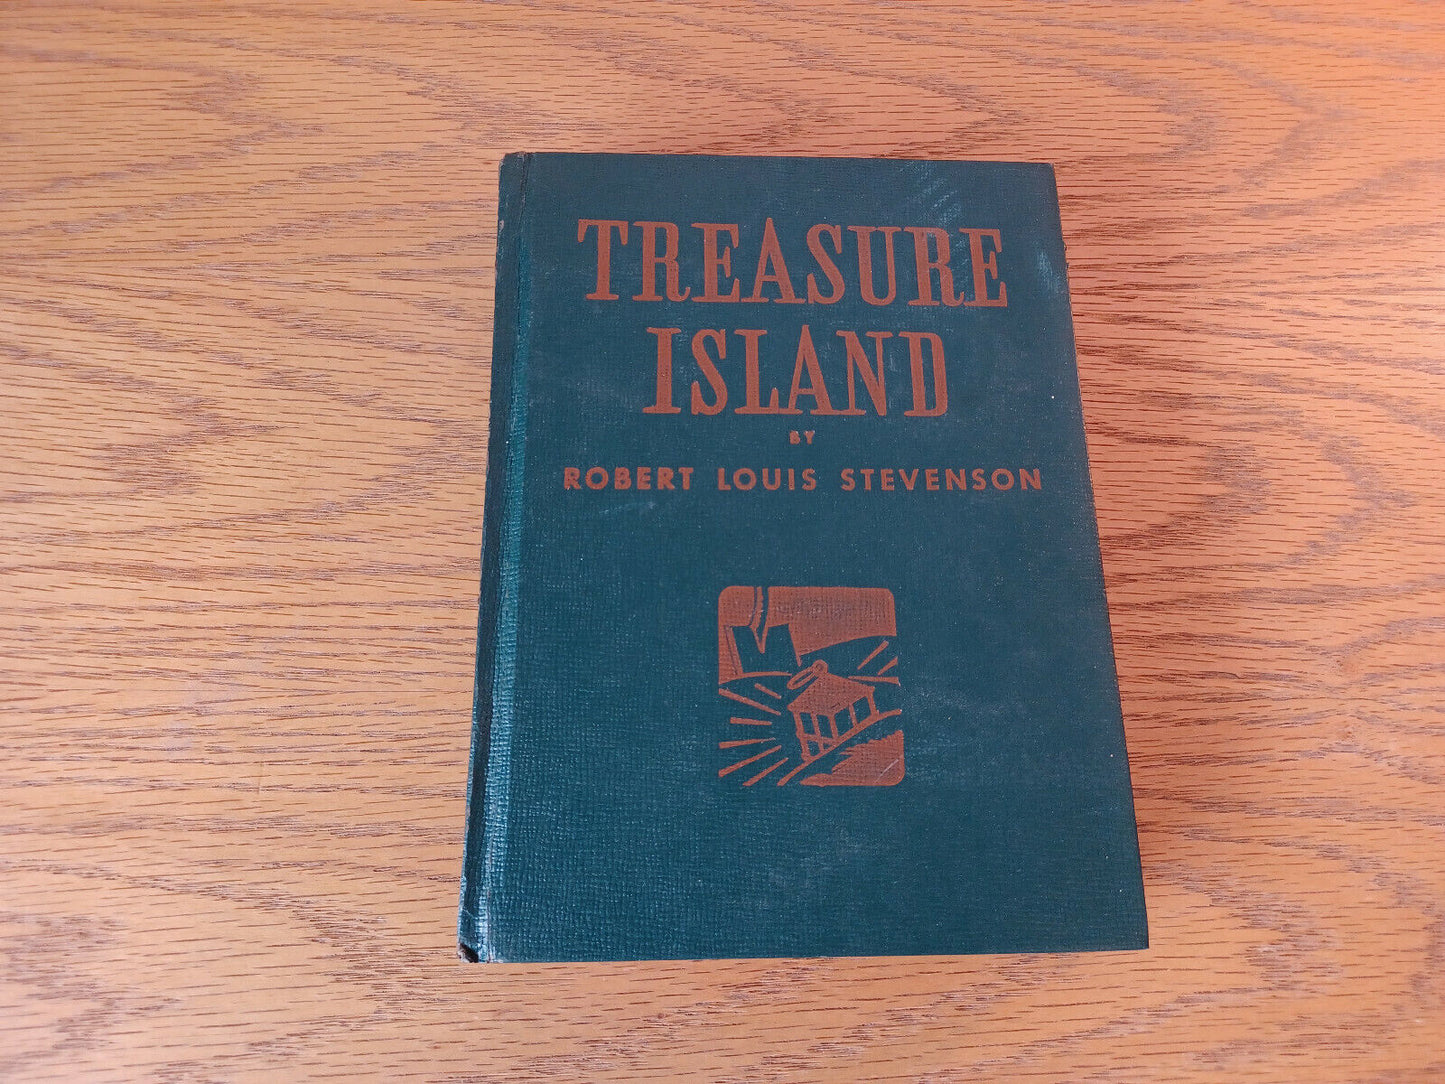 TREASURE
ISLAND
BY
ROBERT LOUIS STEVENSON